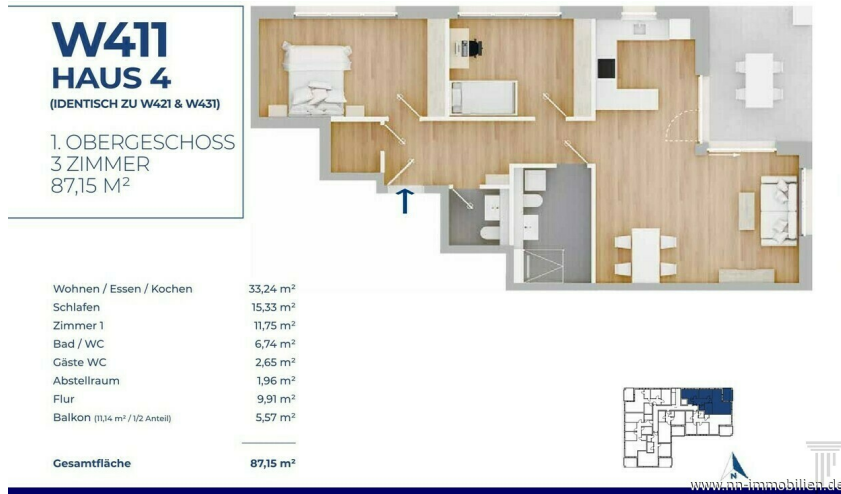 W411
HAUS 4
(IDENTISCH ZU W421 & W431)
1. OBERGESCHOSS
3 ZIMMER
87,15 M²
Wohnen / Essen / Kochen 33,24 m²
Schlafen 15,33 m²
Zimmer 1 11,75 m²
Bad / WC 6,74 m²
Gäste WC 2,65 m²
Abstellraum 1,96 m²
Flur 9,91 m²
Balkon (11,14 m² / 1/2 Anteil) 5,57 m²
Gesamtfläche 87,15 m²
N
www.nn-immobilien.de